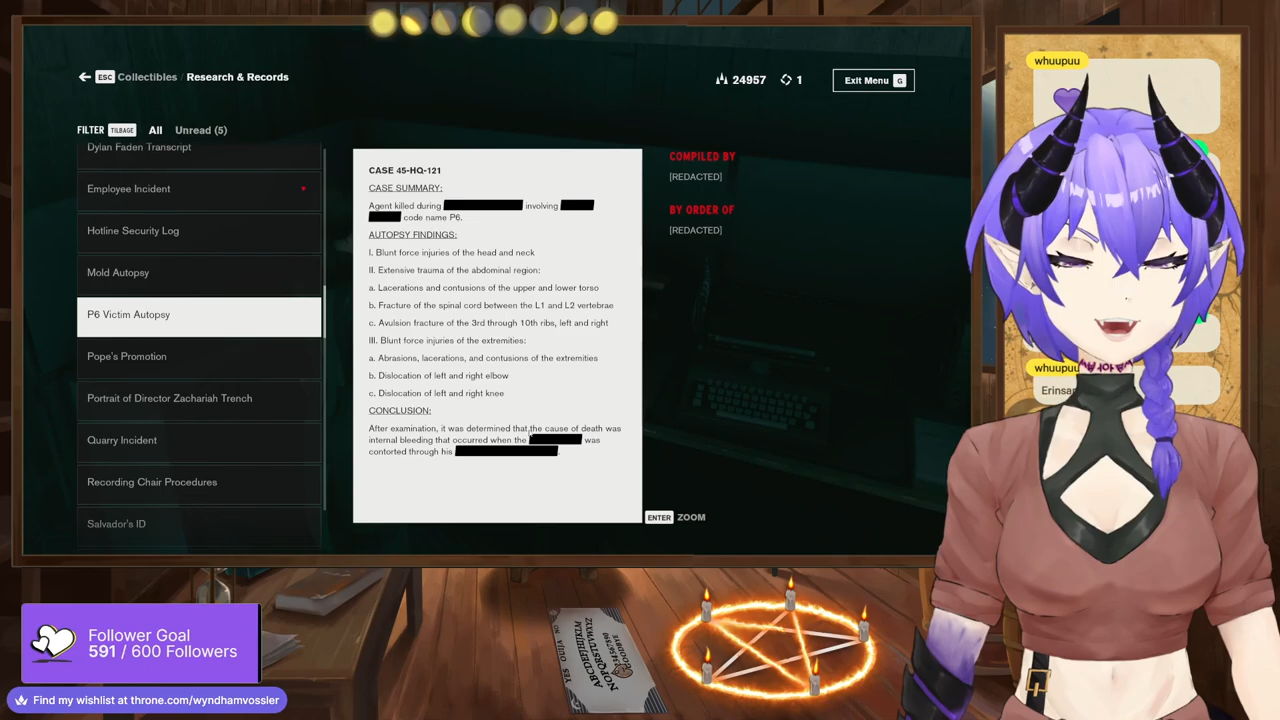 ESC Collectibles / Research & Records
24957
1
Exit Menu G
FILTER TILBAGE All Unread (5)
Dylan Faden Transcript
Employee Incident
Hotline Security Log
Mold Autopsy
P6 Victim Autopsy
Pope's Promotion
Portrait of Director Zachariah Trench
Quarry Incident
Recording Chair Procedures
Salvador's ID
CASE 45-HQ-121
CASE SUMMARY:
Agent killed during involving
code name P6.
AUTOPSY FINDINGS:
I. Blunt force injuries of the head and neck
II. Extensive trauma of the abdominal region:
a. Lacerations and contusions of the upper and lower torso
b. Fracture of the spinal cord between the L1 and L2 vertebrae
c. Avulsion fracture of the 3rd through 10th ribs, left and right
III. Blunt force injuries of the extremities:
a. Abrasions, lacerations, and contusions of the extremities
b. Dislocation of left and right elbow
c. Dislocation of left and right knee
CONCLUSION:
After examination, it was determined that the cause of death was
internal bleeding that occurred when the was
contorted through his .
COMPILED BY
[REDACTED]
BY ORDER OF
[REDACTED]
ENTER ZOOM
whuupuu
whuupuu
Follower Goal
591 / 600 Followers
Find my wishlist at throne.com/wyndhamvossler
YES OUIJA NO
GOODBYE